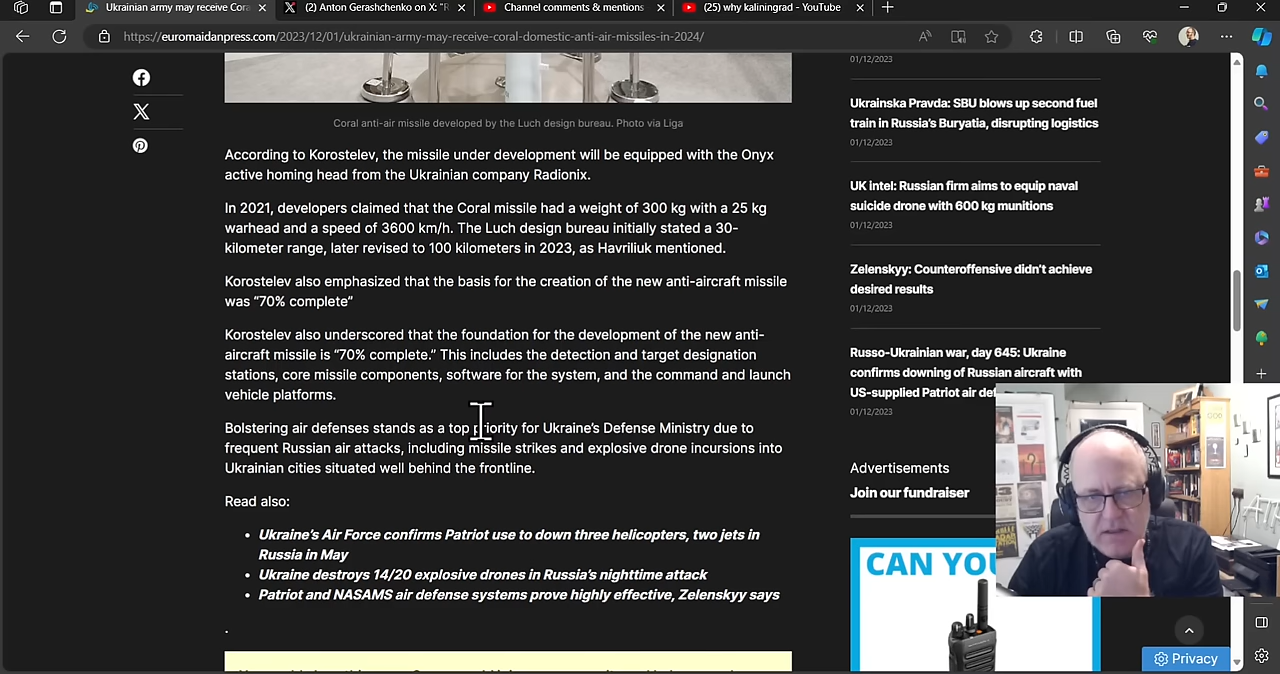 Ukrainian army may receive Cora
(2) Anton Gerashchenko on X: "R
Channel comments & mentions
(25) why kaliningrad - YouTube
https://euromaidanpress.com/2023/12/01/ukrainian-army-may-receive-coral-domestic-anti-air-missiles-in-2024/
Coral anti-air missile developed by the Luch design bureau. Photo via Liga
According to Korostelev, the missile under development will be equipped with the Onyx
active homing head from the Ukrainian company Radionix.
In 2021, developers claimed that the Coral missile had a weight of 300 kg with a 25 kg
warhead and a speed of 3600 km/h. The Luch design bureau initially stated a 30-
kilometer range, later revised to 100 kilometers in 2023, as Havriliuk mentioned.
Korostelev also emphasized that the basis for the creation of the new anti-aircraft missile
was “70% complete”
Korostelev also underscored that the foundation for the development of the new anti-
aircraft missile is “70% complete.” This includes the detection and target designation
stations, core missile components, software for the system, and the command and launch
vehicle platforms.
Bolstering air defenses stands as a top priority for Ukraine’s Defense Ministry due to
frequent Russian air attacks, including missile strikes and explosive drone incursions into
Ukrainian cities situated well behind the frontline.
Read also:
• Ukraine’s Air Force confirms Patriot use to down three helicopters, two jets in
Russia in May
• Ukraine destroys 14/20 explosive drones in Russia’s nighttime attack
• Patriot and NASAMS air defense systems prove highly effective, Zelenskyy says
.
01/12/2023
Ukrainska Pravda: SBU blows up second fuel
train in Russia’s Buryatia, disrupting logistics
01/12/2023
UK intel: Russian firm aims to equip naval
suicide drone with 600 kg munitions
01/12/2023
Zelenskyy: Counteroffensive didn’t achieve
desired results
01/12/2023
Russo-Ukrainian war, day 645: Ukraine
confirms downing of Russian aircraft with
US-supplied Patriot air def
01/12/2023
Advertisements
Join our fundraiser
CAN YOU
Privacy